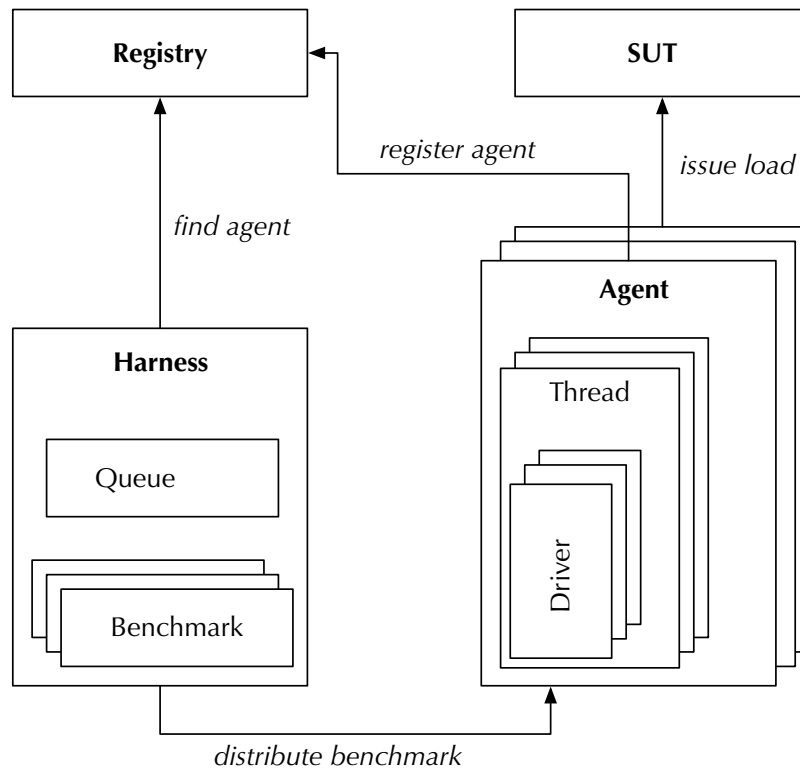 Registry
SUT
register agent
issue load
find agent
Agent
Harness
Thread
Queue
Driver
Benchmark
distribute benchmark